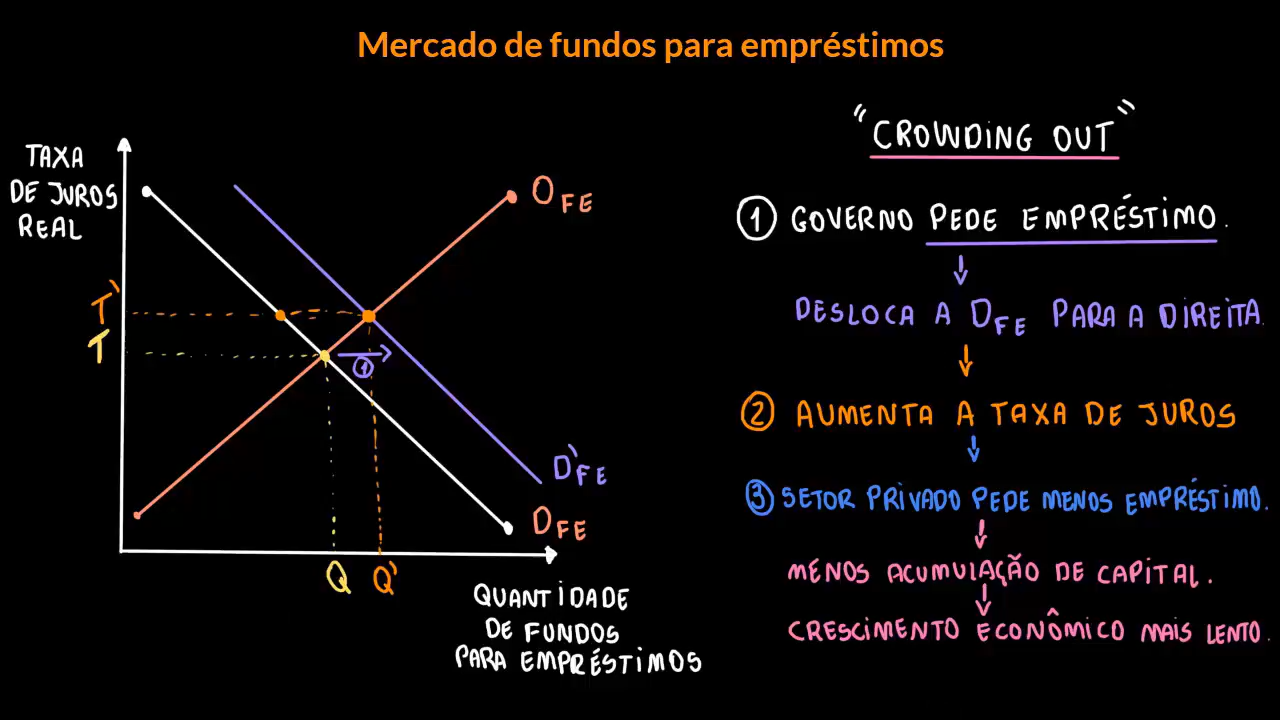 Mercado de fundos para empréstimos
TAXA
DE JUROS
REAL
T'
T
O FE
①
D'FE
D FE
Q
Q'
QUANTIDADE
DE FUNDOS
PARA EMPRÉSTIMOS
"CROWDING OUT"
① GOVERNO PEDE EMPRÉSTIMO.
DESLOCA A DFE PARA A DIREITA.
② AUMENTA A TAXA DE JUROS
③ SETOR PRIVADO PEDE MENOS EMPRÉSTIMO.
MENOS ACUMULAÇÃO DE CAPITAL.
CRESCIMENTO ECONÔMICO MAIS LENTO.